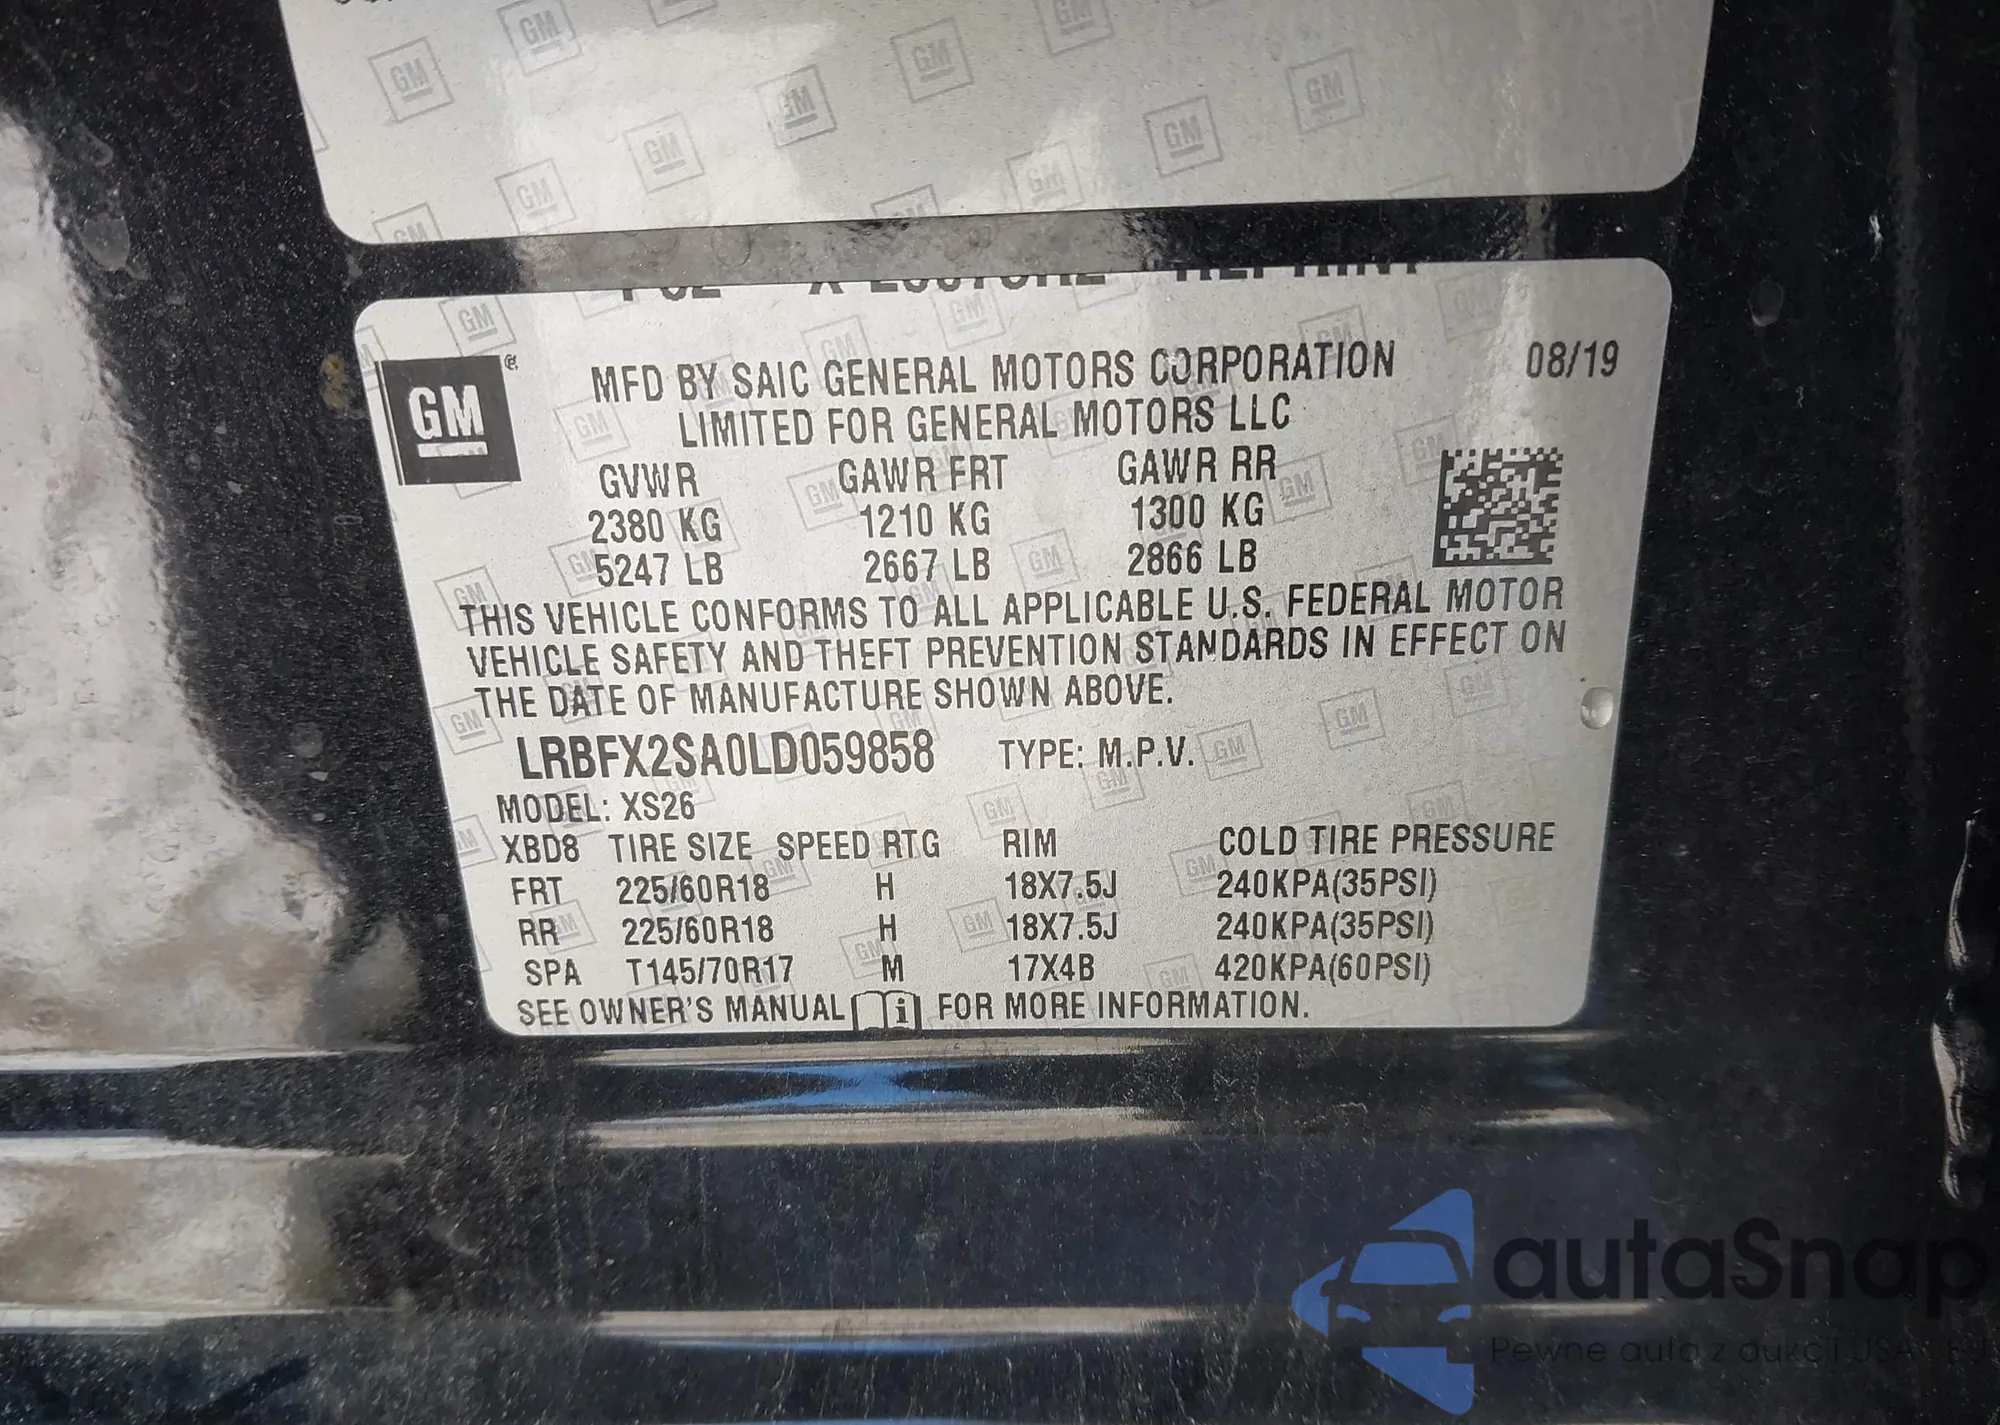 GM
MFD BY SAIC GENERAL MOTORS CORPORATION 08/19
LIMITED FOR GENERAL MOTORS LLC
GVWR GAWR FRT GAWR RR
2380 KG 1210 KG 1300 KG
5247 LB 2667 LB 2866 LB
THIS VEHICLE CONFORMS TO ALL APPLICABLE U.S. FEDERAL MOTOR
VEHICLE SAFETY AND THEFT PREVENTION STANDARDS IN EFFECT ON
THE DATE OF MANUFACTURE SHOWN ABOVE.
LRBFX2SA0LD059858 TYPE: M.P.V.
MODEL: XS26
XBD8 TIRE SIZE SPEED RTG RIM COLD TIRE PRESSURE
FRT 225/60R18 H 18X7.5J 240KPA(35PSI)
RR 225/60R18 H 18X7.5J 240KPA(35PSI)
SPA T145/70R17 M 17X4B 420KPA(60PSI)
SEE OWNER'S MANUAL i FOR MORE INFORMATION.
autaSnap
Pewne auta z aukcji USA